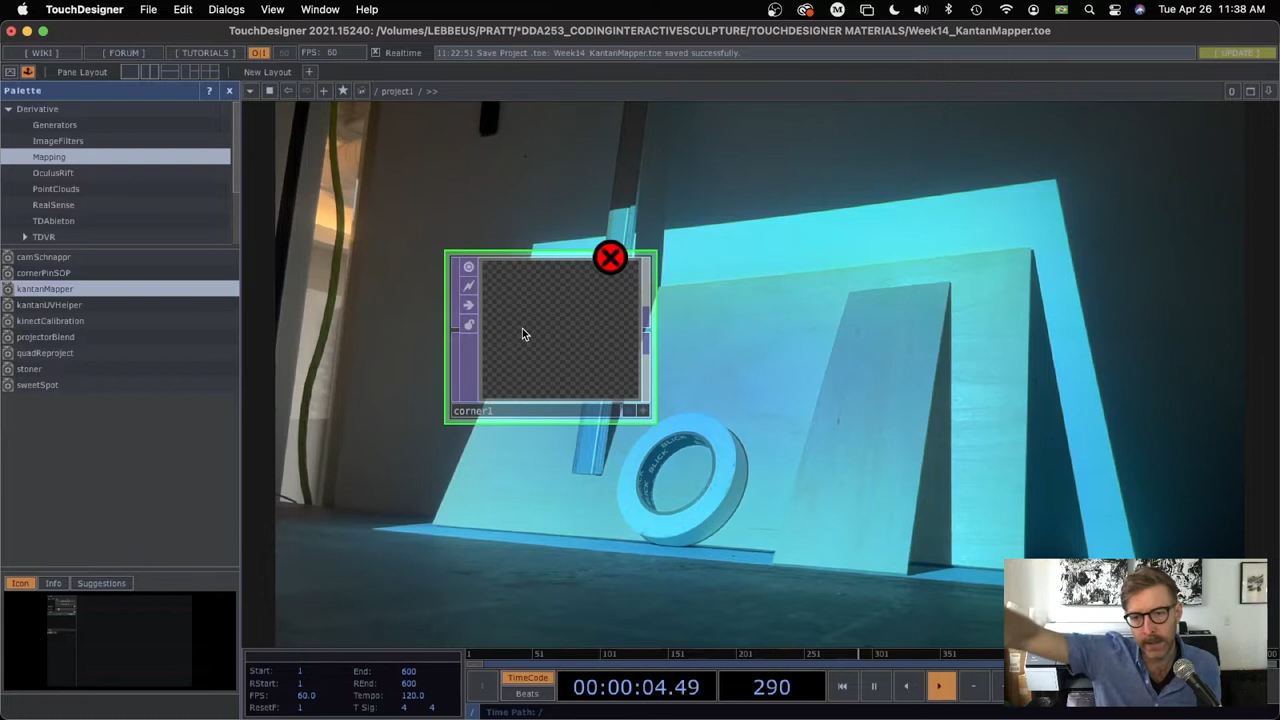 TouchDesigner File Edit Dialogs View Window Help Tue Apr 26 11:38 AM
TouchDesigner 2021.15240: /Volumes/LEBBEUS/PRATT/*DDA253_CODINGINTERACTIVESCULPTURE/TOUCHDESIGNER MATERIALS/Week14_KantanMapper.toe
[ WIKI ] [ FORUM ] [ TUTORIALS ] O|I FPS: 60 Realtime 11:22:51 Save Project .toe: Week14_KantanMapper.toe saved successfully. [ UPDATE ]
Pane Layout New Layout +
Palette ? x / project1 / >> 0
Derivative
Generators
ImageFilters
Mapping
OculusRift
PointClouds
RealSense
TDAbleton
TDVR
camSchnappr
cornerPinSOP
kantanMapper
kantanUVHelper
kinectCalibration
projectorBlend
quadReproject
stoner
sweetSpot
corner1
BLICK BLICK
Icon Info Suggestions
1 51 101 151 201 251 301 351
Start: 1 End: 600
RStart: 1 REnd: 600
FPS: 60.0 Tempo: 120.0
ResetF: 1 T Sig: 4 4
TimeCode
Beats
00:00:04.49 290
/ Time Path: /